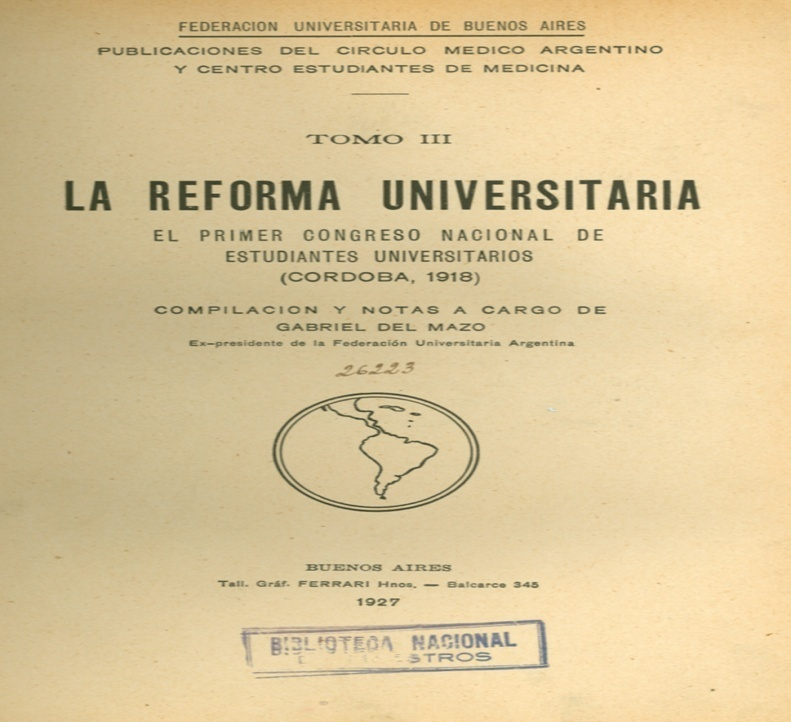 FEDERACION UNIVERSITARIA DE BUENOS AIRES
PUBLICACIONES DEL CIRCULO MEDICO ARGENTINO
Y CENTRO ESTUDIANTES DE MEDICINA
TOMO III
LA REFORMA UNIVERSITARIA
EL PRIMER CONGRESO NACIONAL DE
ESTUDIANTES UNIVERSITARIOS
(CORDOBA, 1918)
COMPILACION Y NOTAS A CARGO DE
GABRIEL DEL MAZO
Ex-presidente de la Federación Universitaria Argentina
26223
BUENOS AIRES
Tall. Gráf. FERRARI Hnos. — Balcarce 345
1927
BIBLIOTECA NACIONAL